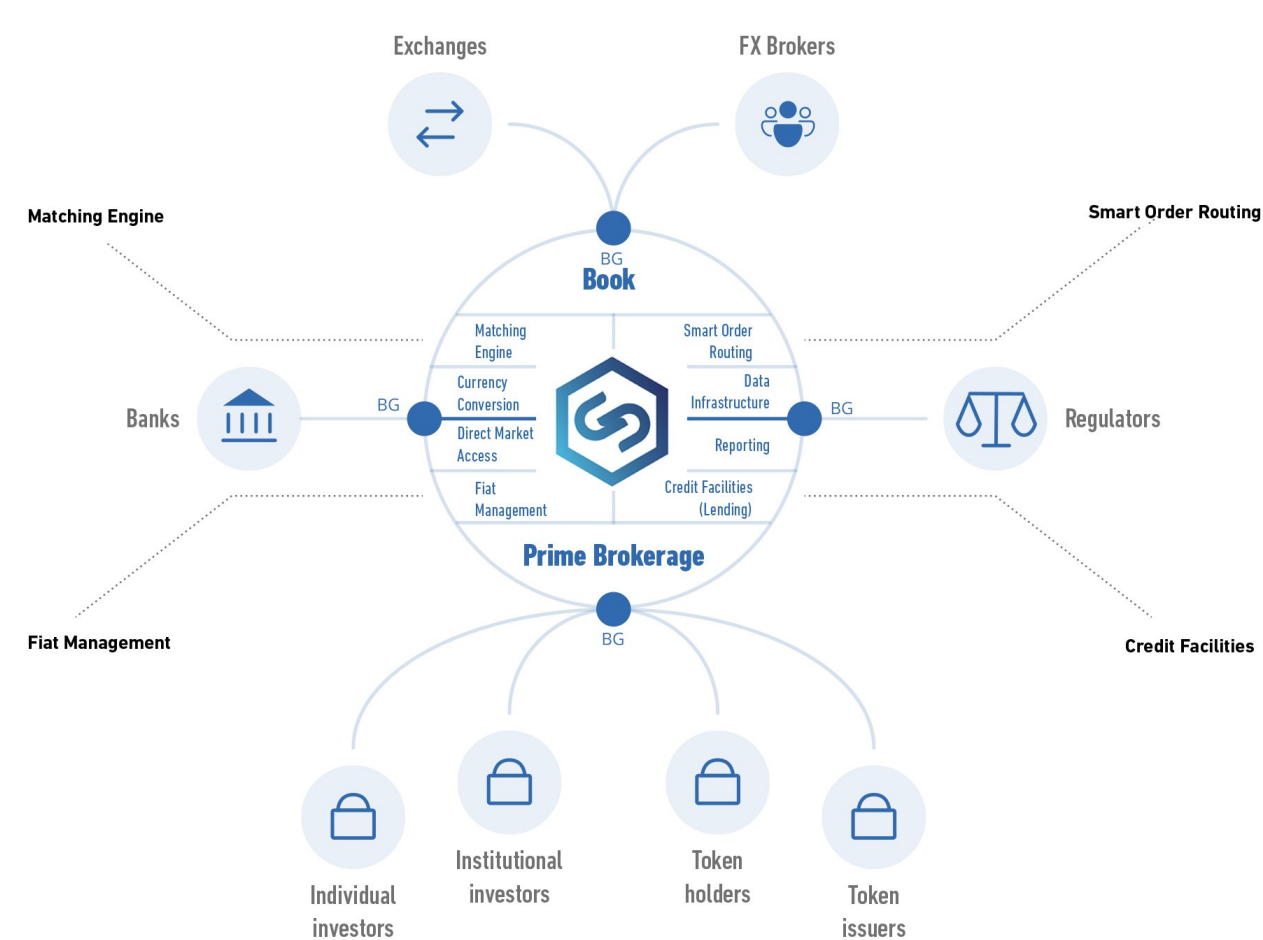 Exchanges
FX Brokers
Matching Engine
Smart Order Routing
BG
Book
Matching
Engine
Smart Order
Routing
Currency
Conversion
Data
Infrastructure
Banks
BG
BG
Regulators
Direct Market
Access
Reporting
Fiat
Management
Credit Facilities
(Lending)
Prime Brokerage
BG
Fiat Management
Credit Facilities
Individual
investors
Institutional
investors
Token
holders
Token
issuers